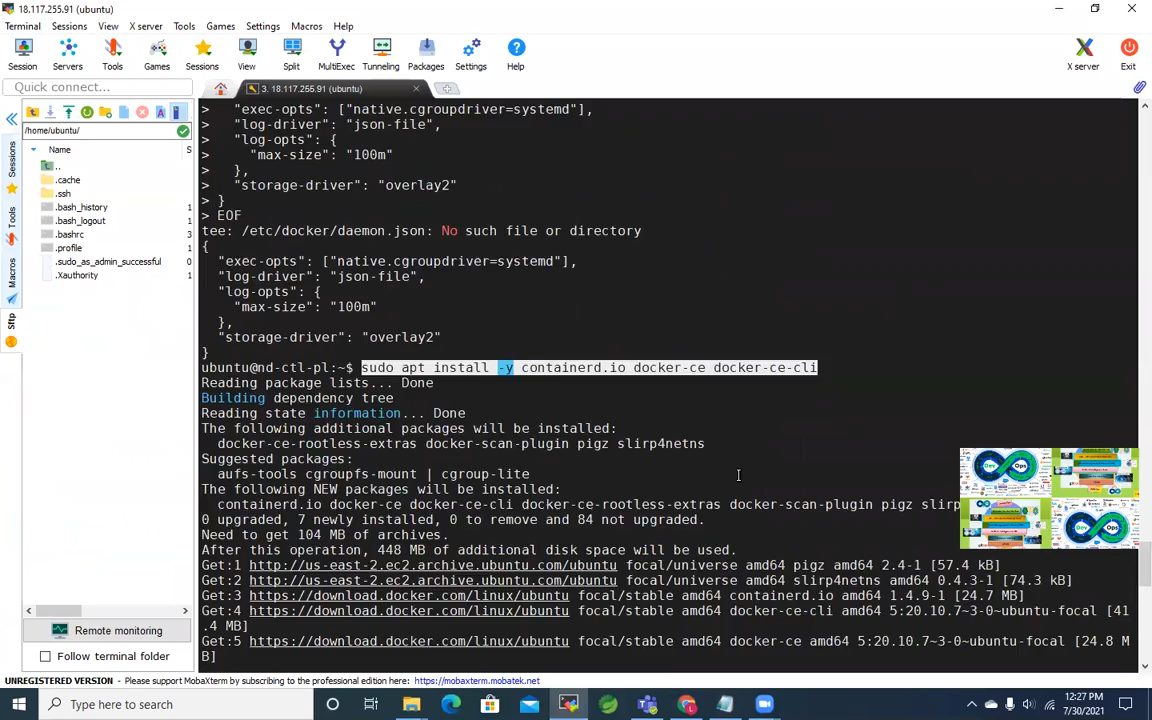 18.117.255.91 (ubuntu)
Terminal Sessions View X server Tools Games Settings Macros Help
Session Servers Tools Games Sessions View Split MultiExec Tunneling Packages Settings Help X server Exit
Quick connect...
3. 18.117.255.91 (ubuntu)
/home/ubuntu/
Name S
..
.cache
.ssh
.bash_history 1
.bash_logout 1
.bashrc 3
.profile 1
.sudo_as_admin_successful 0
.Xauthority 1
Sessions
Tools
Macros
Sftp
Remote monitoring
Follow terminal folder
> "exec-opts": ["native.cgroupdriver=systemd"],
> "log-driver": "json-file",
> "log-opts": {
> "max-size": "100m"
> },
> "storage-driver": "overlay2"
> }
> EOF
tee: /etc/docker/daemon.json: No such file or directory
{
"exec-opts": ["native.cgroupdriver=systemd"],
"log-driver": "json-file",
"log-opts": {
"max-size": "100m"
},
"storage-driver": "overlay2"
}
ubuntu@nd-ctl-pl:~$ sudo apt install -y containerd.io docker-ce docker-ce-cli
Reading package lists... Done
Building dependency tree
Reading state information... Done
The following additional packages will be installed:
docker-ce-rootless-extras docker-scan-plugin pigz slirp4netns
Suggested packages:
aufs-tools cgroupfs-mount | cgroup-lite
The following NEW packages will be installed:
containerd.io docker-ce docker-ce-cli docker-ce-rootless-extras docker-scan-plugin pigz slirp
0 upgraded, 7 newly installed, 0 to remove and 84 not upgraded.
Need to get 104 MB of archives.
After this operation, 448 MB of additional disk space will be used.
Get:1 http://us-east-2.ec2.archive.ubuntu.com/ubuntu focal/universe amd64 pigz amd64 2.4-1 [57.4 kB]
Get:2 http://us-east-2.ec2.archive.ubuntu.com/ubuntu focal/universe amd64 slirp4netns amd64 0.4.3-1 [74.3 kB]
Get:3 https://download.docker.com/linux/ubuntu focal/stable amd64 containerd.io amd64 1.4.9-1 [24.7 MB]
Get:4 https://download.docker.com/linux/ubuntu focal/stable amd64 docker-ce-cli amd64 5:20.10.7~3-0~ubuntu-focal [41
.4 MB]
Get:5 https://download.docker.com/linux/ubuntu focal/stable amd64 docker-ce amd64 5:20.10.7~3-0~ubuntu-focal [24.8 M
B]
Dev Ops
Dev Ops
UNREGISTERED VERSION - Please support MobaXterm by subscribing to the professional edition here: https://mobaxterm.mobatek.net
Type here to search
12:27 PM
7/30/2021